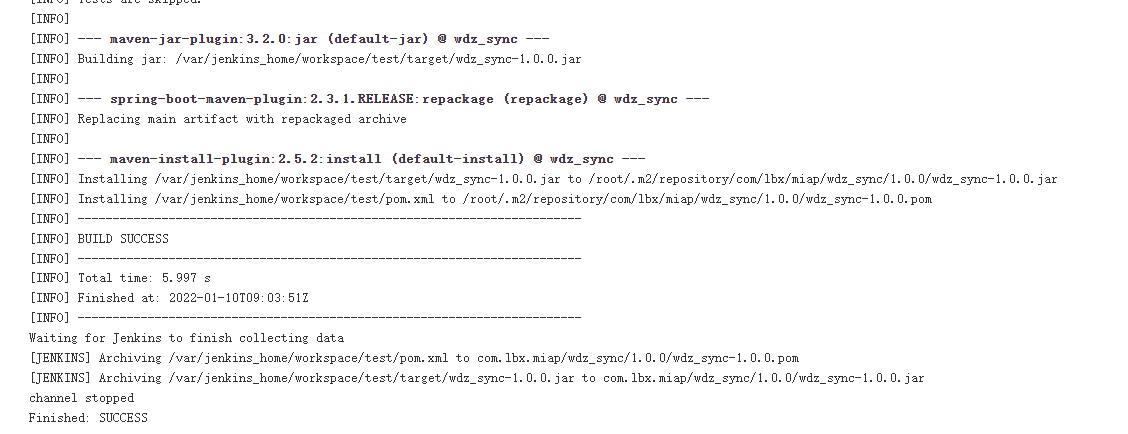 [INFO] Tests are skipped.
[INFO]
[INFO] --- maven-jar-plugin:3.2.0:jar (default-jar) @ wdz_sync ---
[INFO] Building jar: /var/jenkins_home/workspace/test/target/wdz_sync-1.0.0.jar
[INFO]
[INFO] --- spring-boot-maven-plugin:2.3.1.RELEASE:repackage (repackage) @ wdz_sync ---
[INFO] Replacing main artifact with repackaged archive
[INFO]
[INFO] --- maven-install-plugin:2.5.2:install (default-install) @ wdz_sync ---
[INFO] Installing /var/jenkins_home/workspace/test/target/wdz_sync-1.0.0.jar to /root/.m2/repository/com/lbx/miap/wdz_sync/1.0.0/wdz_sync-1.0.0.jar
[INFO] Installing /var/jenkins_home/workspace/test/pom.xml to /root/.m2/repository/com/lbx/miap/wdz_sync/1.0.0/wdz_sync-1.0.0.pom
[INFO] ------------------------------------------------------------------------
[INFO] BUILD SUCCESS
[INFO] ------------------------------------------------------------------------
[INFO] Total time: 5.997 s
[INFO] Finished at: 2022-01-10T09:03:51Z
[INFO] ------------------------------------------------------------------------
Waiting for Jenkins to finish collecting data
[JENKINS] Archiving /var/jenkins_home/workspace/test/pom.xml to com.lbx.miap/wdz_sync/1.0.0/wdz_sync-1.0.0.pom
[JENKINS] Archiving /var/jenkins_home/workspace/test/target/wdz_sync-1.0.0.jar to com.lbx.miap/wdz_sync/1.0.0/wdz_sync-1.0.0.jar
channel stopped
Finished: SUCCESS